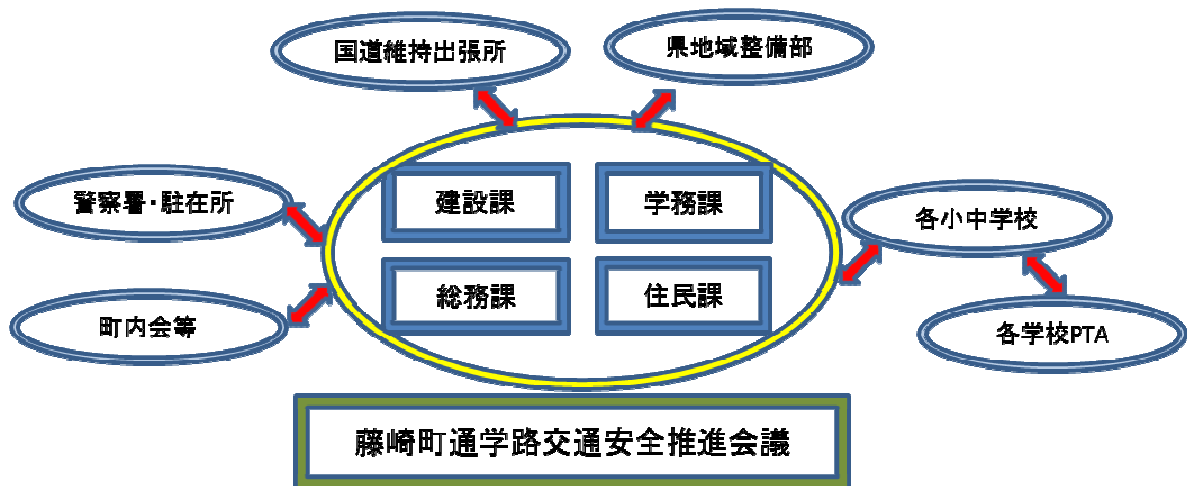 国道維持出張所
県地域整備部
警察署・駐在所
建設課
学務課
各小中学校
総務課
住民課
町内会等
各学校PTA
藤崎町通学路交通安全推進会議